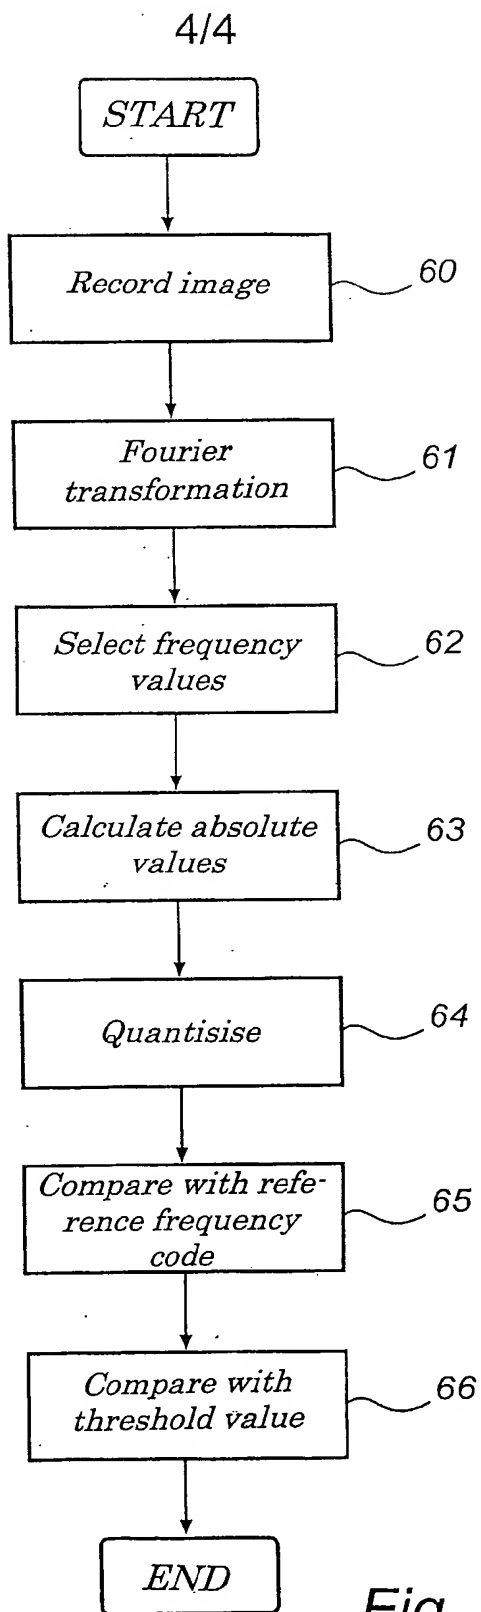 4/4
START
Record image
60
Fourier
transformation
61
Select frequency
values
62
Calculate absolute
values
63
Quantisise
64
Compare with refe-
rence frequency
code
65
Compare with
threshold value
66
END
Fig